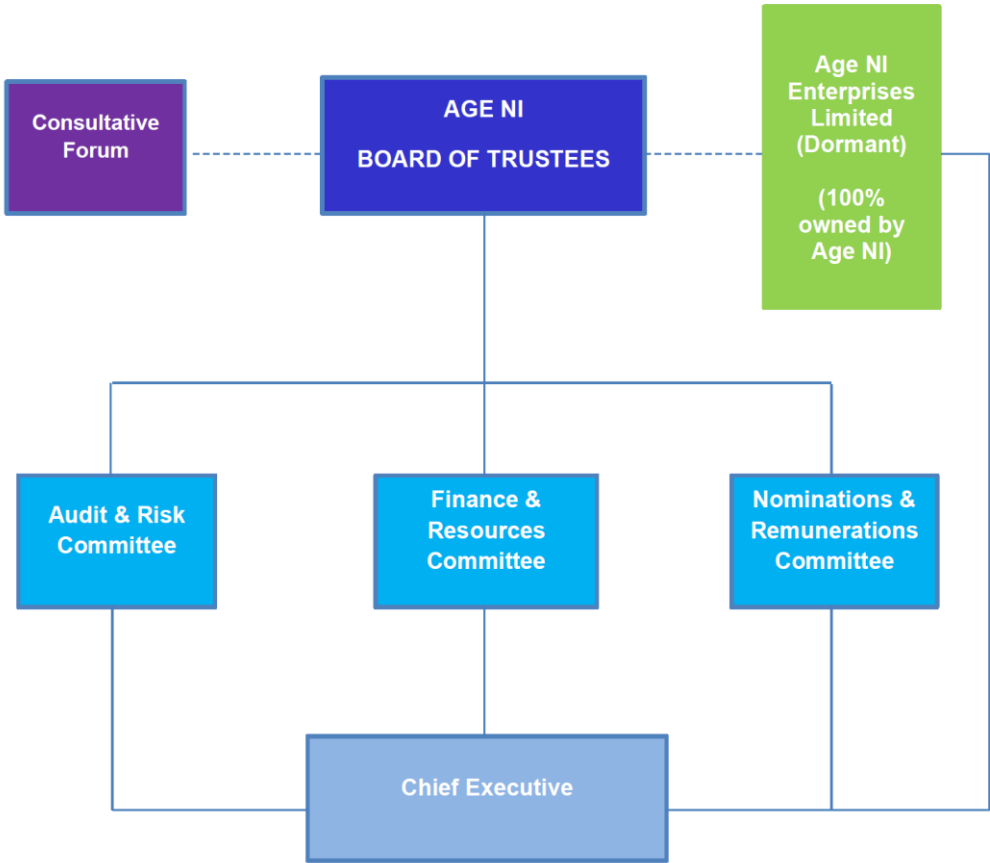 Consultative
Forum
AGE NI
BOARD OF TRUSTEES
Age NI
Enterprises
Limited
(Dormant)
(100%
owned by
Age NI)
Audit & Risk
Committee
Finance &
Resources
Committee
Nominations &
Remunerations
Committee
Chief Executive